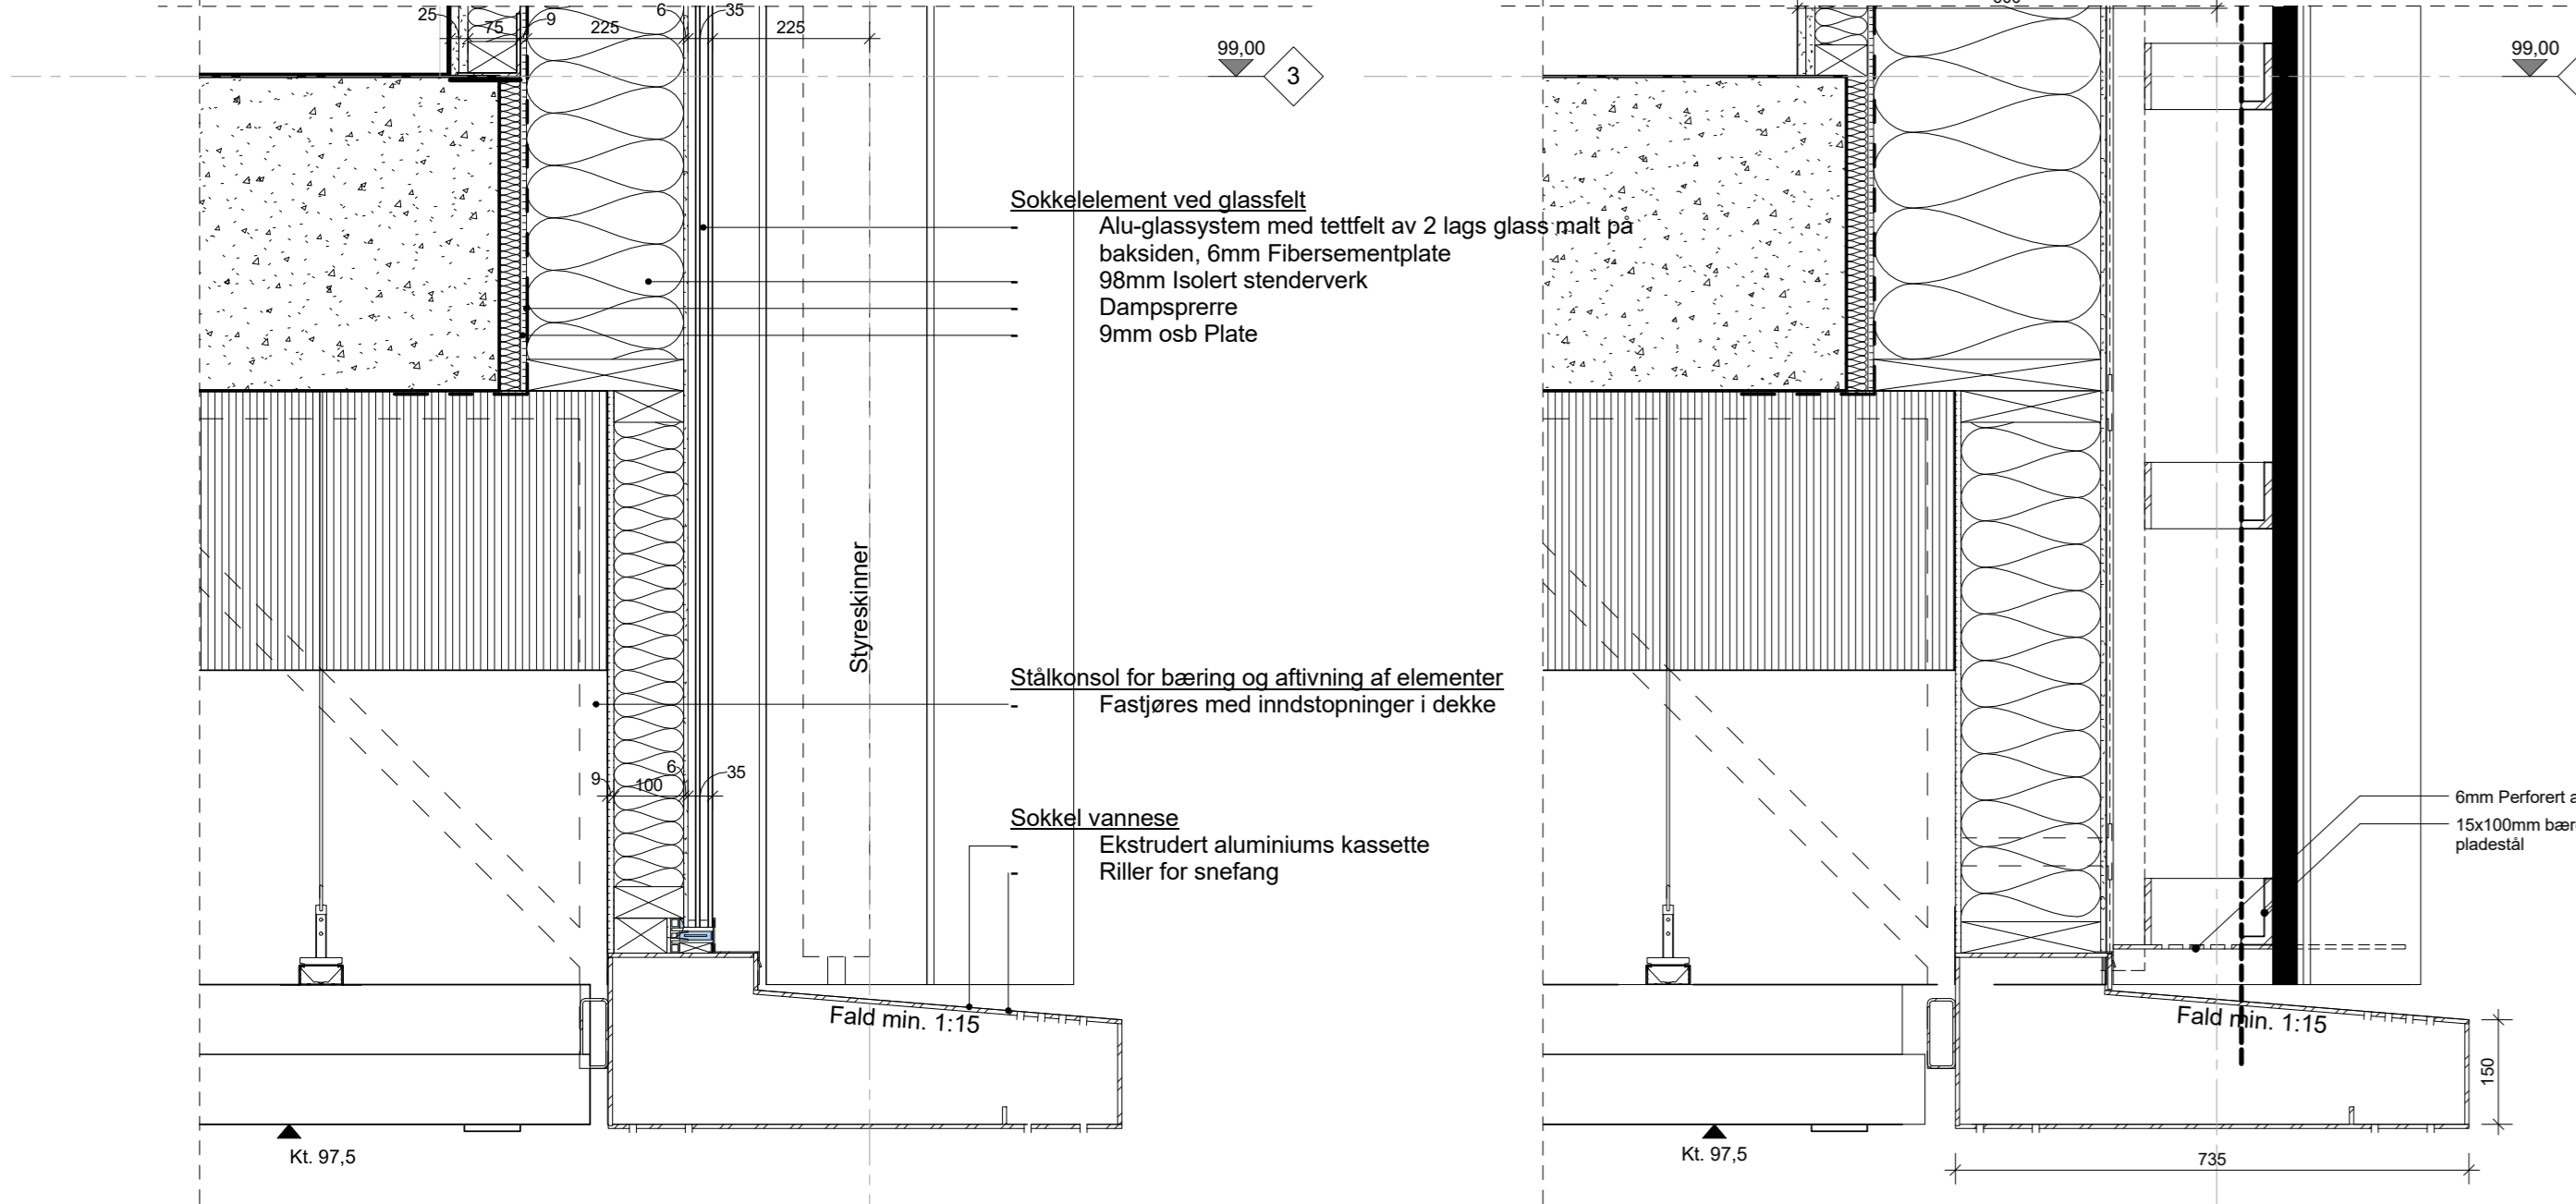 25
75
9
225
6
35
225
99,00
3
99,00
Sokkelelement ved glassfelt
- Alu-glassystem med tettfelt av 2 lags glass malt på
baksiden, 6mm Fibersementplate
- 98mm Isolert stenderverk
- Dampsprerre
- 9mm osb Plate
Styreskinner
Stålkonsol for bæring og aftivning af elementer
- Fastjøres med inndstopninger i dekke
9
100
6
35
Sokkel vannese
- Ekstrudert aluminiums kassette
- Riller for snefang
6mm Perforert a
15x100mm bær
pladestål
Fald min. 1:15
Fald min. 1:15
150
Kt. 97,5
Kt. 97,5
735